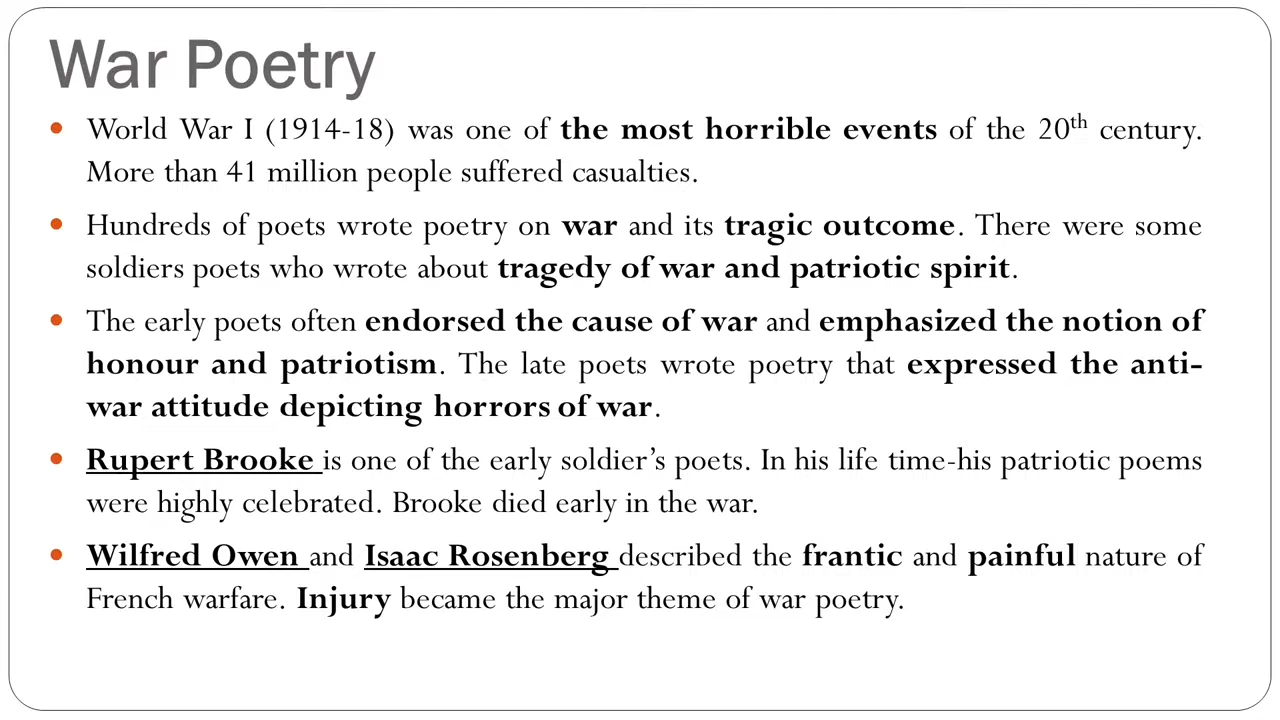 War Poetry
World War I (1914-18) was one of the most horrible events of the 20th century.
More than 41 million people suffered casualties.
Hundreds of poets wrote poetry on war and its tragic outcome. There were some
soldiers poets who wrote about tragedy of war and patriotic spirit.
The early poets often endorsed the cause of war and emphasized the notion of
honour and patriotism. The late poets wrote poetry that expressed the anti-
war attitude depicting horrors of war.
Rupert Brooke is one of the early soldier’s poets. In his life time-his patriotic poems
were highly celebrated. Brooke died early in the war.
Wilfred Owen and Isaac Rosenberg described the frantic and painful nature of
French warfare. Injury became the major theme of war poetry.